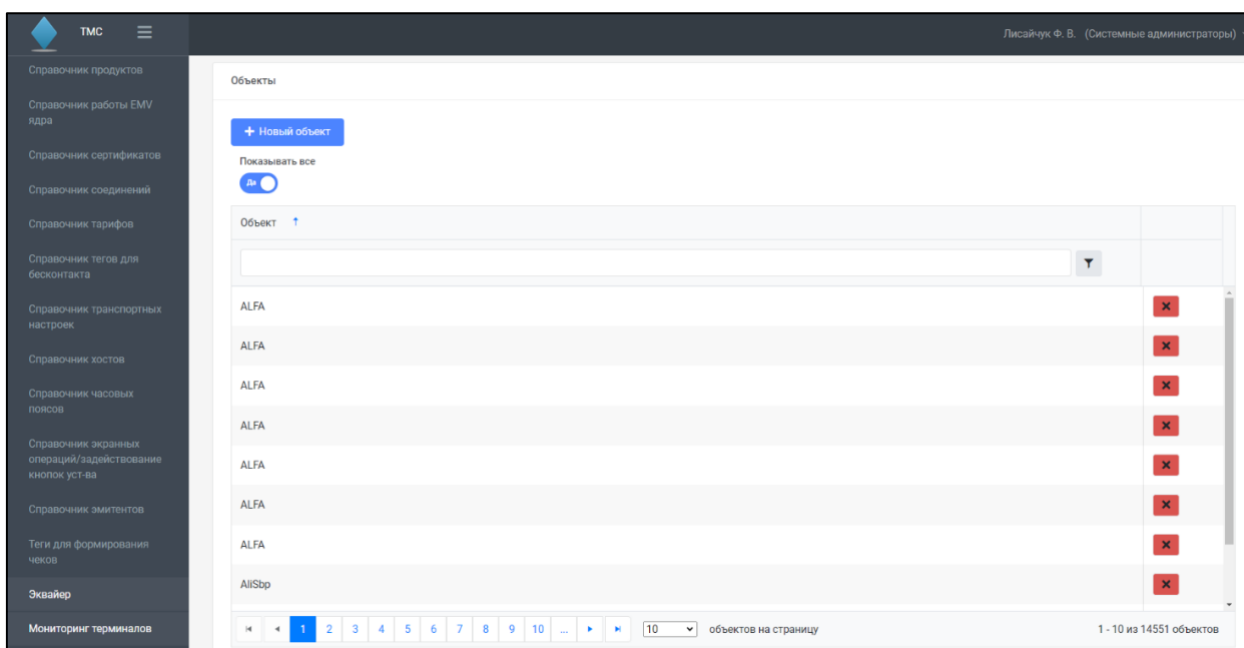 ТМС
Лисайчук Ф. В. (Системные администраторы)
Справочник продуктов
Справочник работы EMV
ядра
Справочник сертификатов
Справочник соединений
Справочник тарифов
Справочник тегов для
бесконтакта
Справочник транспортных
настроек
Справочник хостов
Справочник часовых
поясов
Справочник экранных
операций/задействование
кнопок уст-ва
Справочник эмитентов
Теги для формирования
чеков
Эквайер
Мониторинг терминалов
Объекты
+ Новый объект
Показывать все
Да
Объект ↑
ALFA
ALFA
ALFA
ALFA
ALFA
ALFA
ALFA
AliSbp
1 2 3 4 5 6 7 8 9 10 ... 10 объектов на страницу 1 - 10 из 14551 объектов